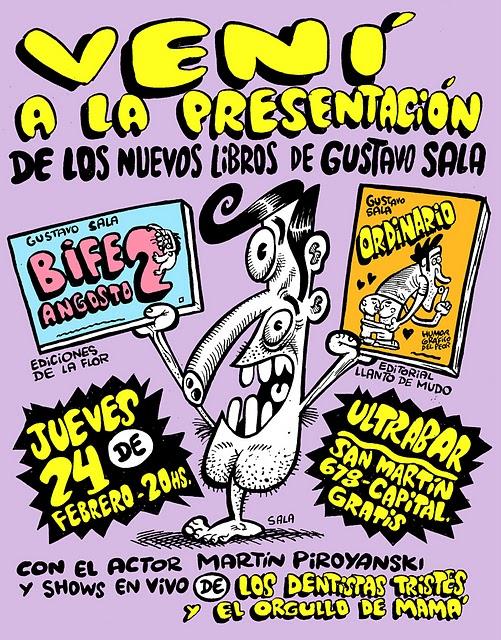 VENÍ
A LA PRESENTACIÓN
DE LOS NUEVOS LIBROS DE GUSTAVO SALA
GUSTAVO SALA
BIFE
ANGOSTO 2
EDICIONES
DE LA FLOR
GUSTAVO
SALA
ORDINARIO
HUMOR
GRÁFICO
DEL PEOR
EDITORIAL
LLANTO DE MUDO
JUEVES
24 DE
FEBRERO-20HS.
ULTRABAR
SAN MARTÍN
678-CAPITAL.
GRATIS
SALA
CON EL ACTOR MARTÍN PIROYANSKI
Y SHOWS EN VIVO DE LOS DENTISTAS TRISTES
Y EL ORGULLO DE MAMÁ